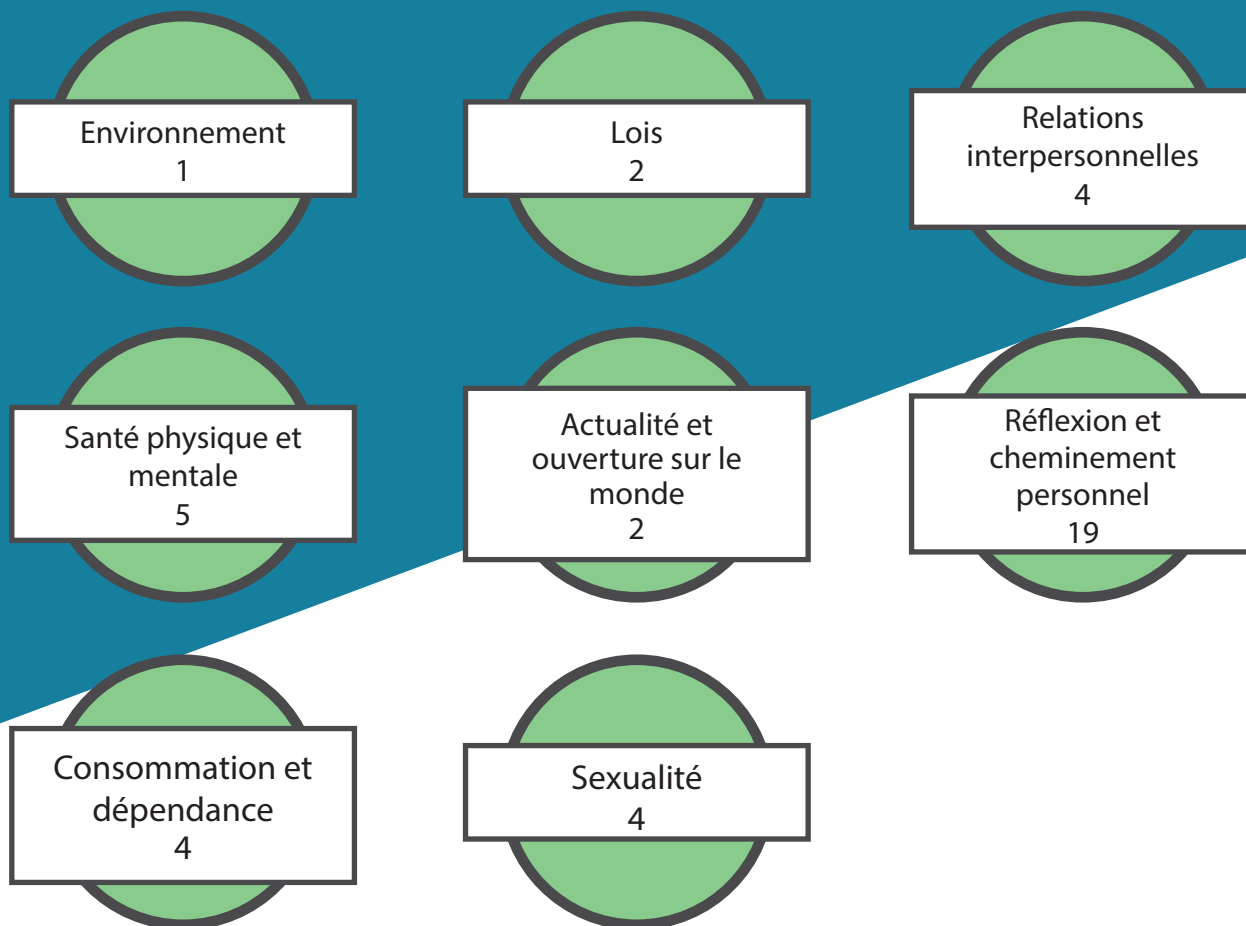 Environnement
1
Lois
2
Relations
interpersonnelles
4
Santé physique et
mentale
5
Actualité et
ouverture sur le
monde
2
Réflexion et
cheminement
personnel
19
Consommation et
dépendance
4
Sexualité
4